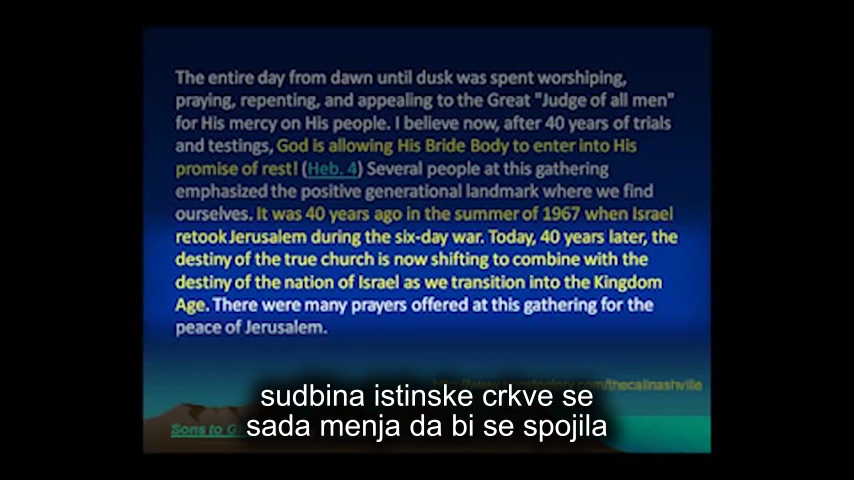 The entire day from dawn until dusk was spent worshiping,
praying, repenting, and appealing to the Great "Judge of all men"
for His mercy on His people. I believe now, after 40 years of trials
and testings, God is allowing His Bride Body to enter into His
promise of rest! (Heb. 4) Several people at this gathering
emphasized the positive generational landmark where we find
ourselves. It was 40 years ago in the summer of 1967 when Israel
retook Jerusalem during the six-day war. Today, 40 years later, the
destiny of the true church is now shifting to combine with the
destiny of the nation of Israel as we transition into the Kingdom
Age. There were many prayers offered at this gathering for the
peace of Jerusalem.
com/thecallnashville
Sons to
sudbina istinske crkve se
sada menja da bi se spojila